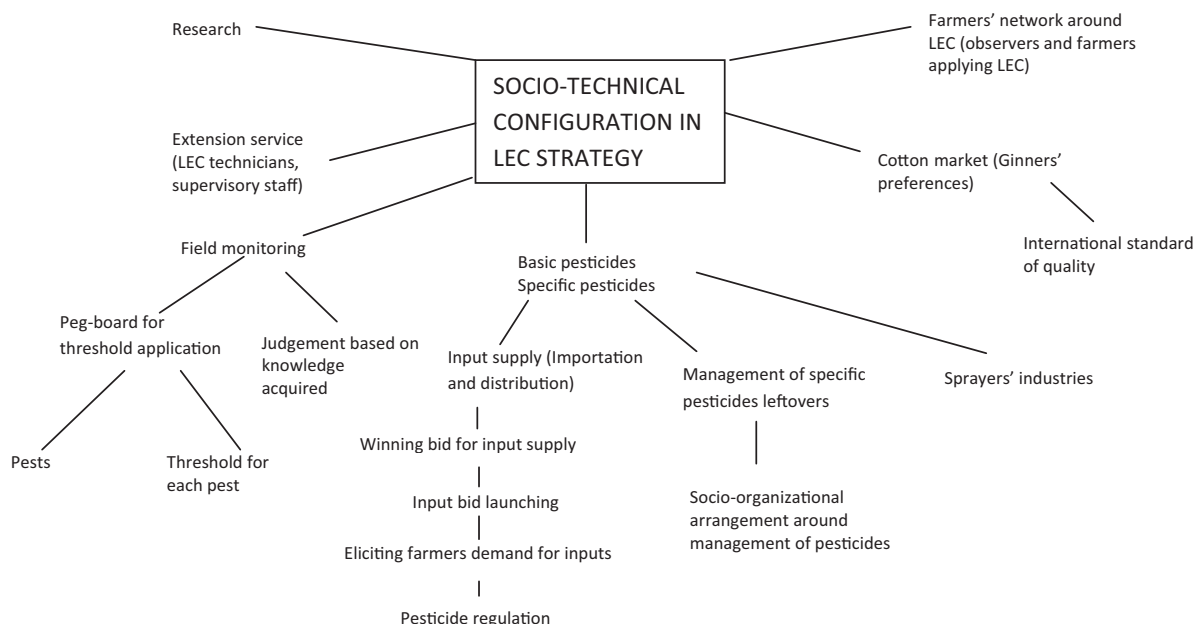 Research
Farmers’ network around
LEC (observers and farmers
applying LEC)
SOCIO-TECHNICAL
CONFIGURATION IN
LEC STRATEGY
Extension service
(LEC technicians,
supervisory staff)
Cotton market (Ginners’
preferences)
International standard
of quality
Field monitoring
Basic pesticides
Specific pesticides
Peg-board for
threshold application
Judgement based on
knowledge
acquired
Input supply (Importation
and distribution)
Management of specific
pesticides leftovers
Sprayers’ industries
Pests
Threshold for
each pest
Winning bid for input supply
Input bid launching
Eliciting farmers demand for inputs
Pesticide regulation
Socio-organizational
arrangement around
management of pesticides